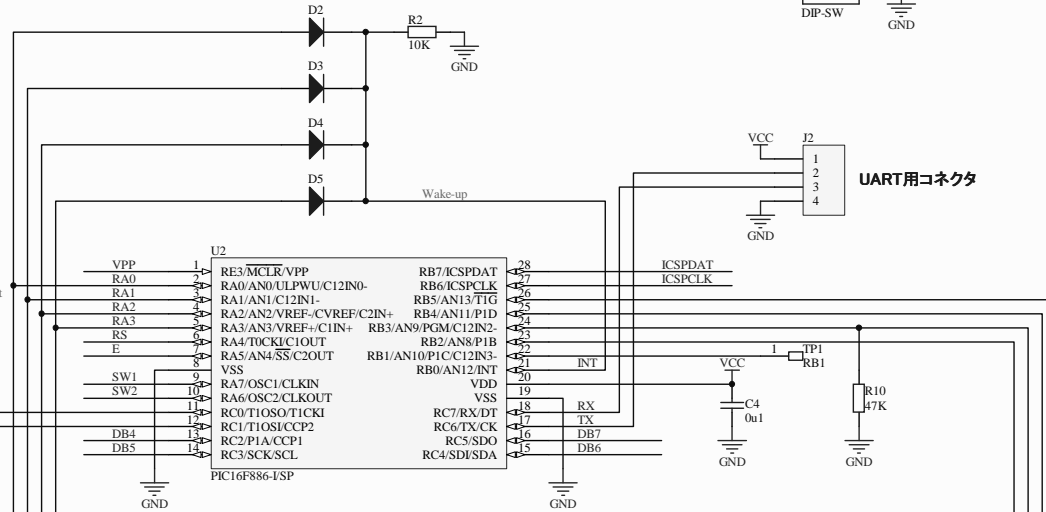 D2
R2
10K
GND
DIP-SW
GND
D3
D4
VCC
J2
1
2
3
4
UART用コネクタ
GND
D5
Wake-up
U2
VPP 1 RE3/MCLR/VPP
RA0 2 RA0/AN0/ULPWU/C12IN0-
RA1 3 RA1/AN1/C12IN1-
RA2 4 RA2/AN2/VREF-/CVREF/C2IN+
RA3 5 RA3/AN3/VREF+/C1IN+
RS 6 RA4/T0CKI/C1OUT
E 7 RA5/AN4/SS/C2OUT
8 VSS
SW1 9 RA7/OSC1/CLKIN
SW2 10 RA6/OSC2/CLKOUT
11 RC0/T1OSO/T1CKI
12 RC1/T1OSI/CCP2
DB4 13 RC2/P1A/CCP1
DB5 14 RC3/SCK/SCL
RB7/ICSPDAT 28 ICSPDAT
RB6/ICSPCLK 27 ICSPCLK
RB5/AN13/T1G 26
RB4/AN11/P1D 25
RB3/AN9/PGM/C12IN2- 24
RB2/AN8/P1B 23
RB1/AN10/P1C/C12IN3- 22
RB0/AN12/INT 21 INT
VDD 20
VSS 19
RC7/RX/DT 18 RX
RC6/TX/CK 17 TX
RC5/SDO 16 DB7
RC4/SDI/SDA 15 DB6
PIC16F886-I/SP
GND
GND
1 TP1
RB1
VCC
C4
0u1
GND
R10
47K
GND